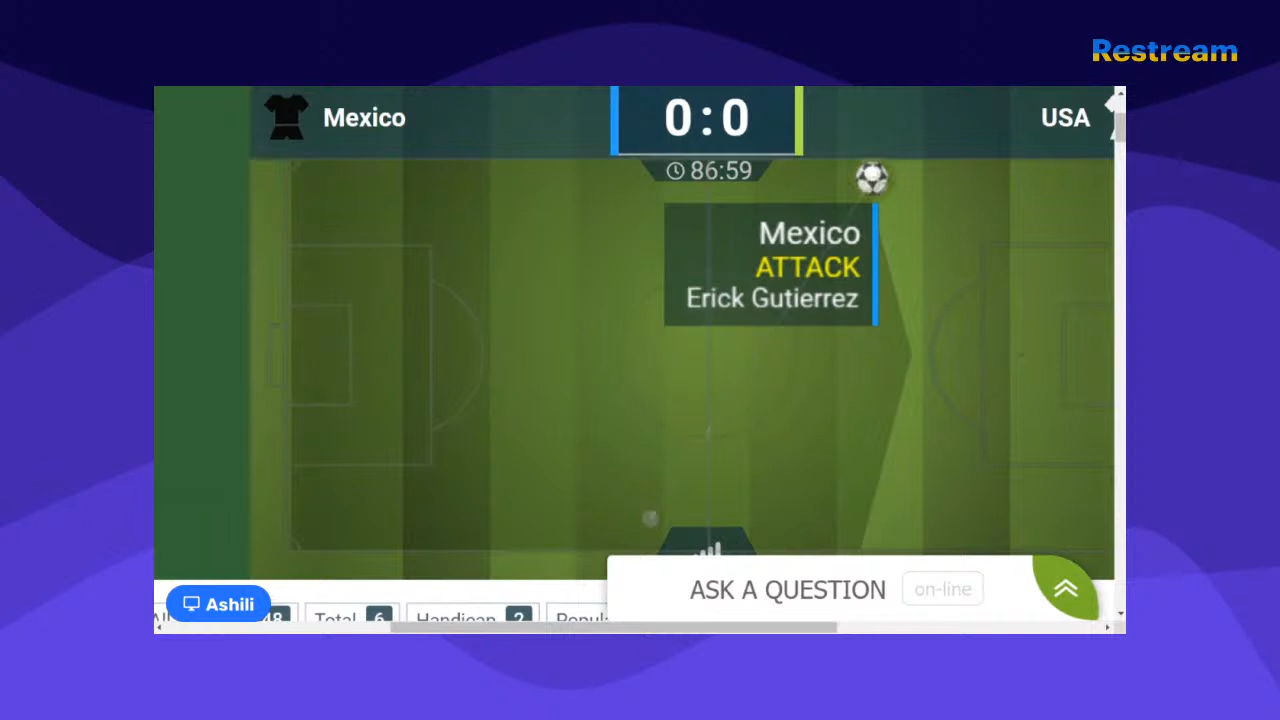 Restream
Mexico
0:0
USA
86:59
Mexico
ATTACK
Erick Gutierrez
ASK A QUESTION
on-line
Ashili
Total 6
Handicap 2